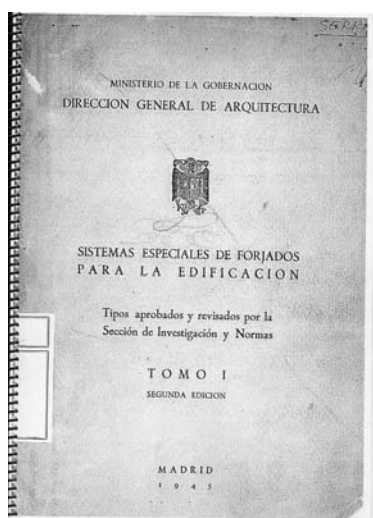 MINISTERIO DE LA GOBERNACION
DIRECCION GENERAL DE ARQUITECTURA
SISTEMAS ESPECIALES DE FORJADOS
PARA LA EDIFICACION
Tipos aprobados y revisados por la
Sección de Investigación y Normas
TOMO I
SEGUNDA EDICION
MADRID
1945